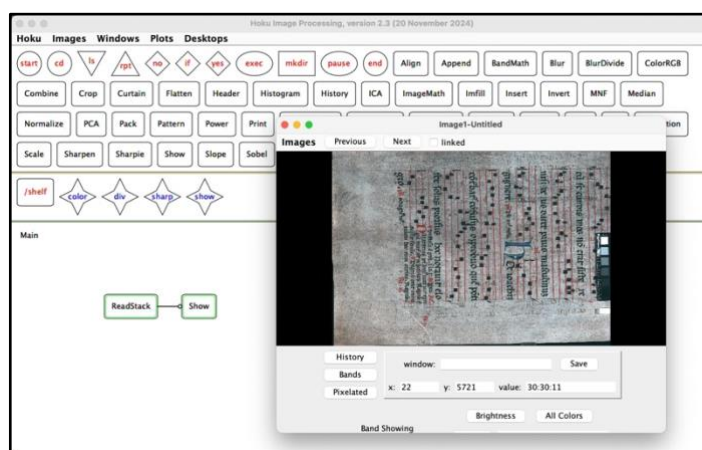 Hoku Image Processing, version 2.3 (20 November 2024)
Hoku Images Windows Plots Desktops
start cd ls rpt no if yes exec mkdir pause end Align Append BandMath Blur BlurDivide ColorRGB
Combine Crop Curtain Flatten Header Histogram History ICA ImageMath Imfill Insert Invert MNF Median
Normalize PCA Pack Pattern Power Print
Scale Sharpen Sharpie Show Slope Sobel
Image1-Untitled
Images Previous Next linked
/shelf color div sharp show
Main
ReadStack Show
History
Bands
Pixelated
window: Save
x: 22 y: 5721 value: 30:30:11
Brightness All Colors
Band Showing